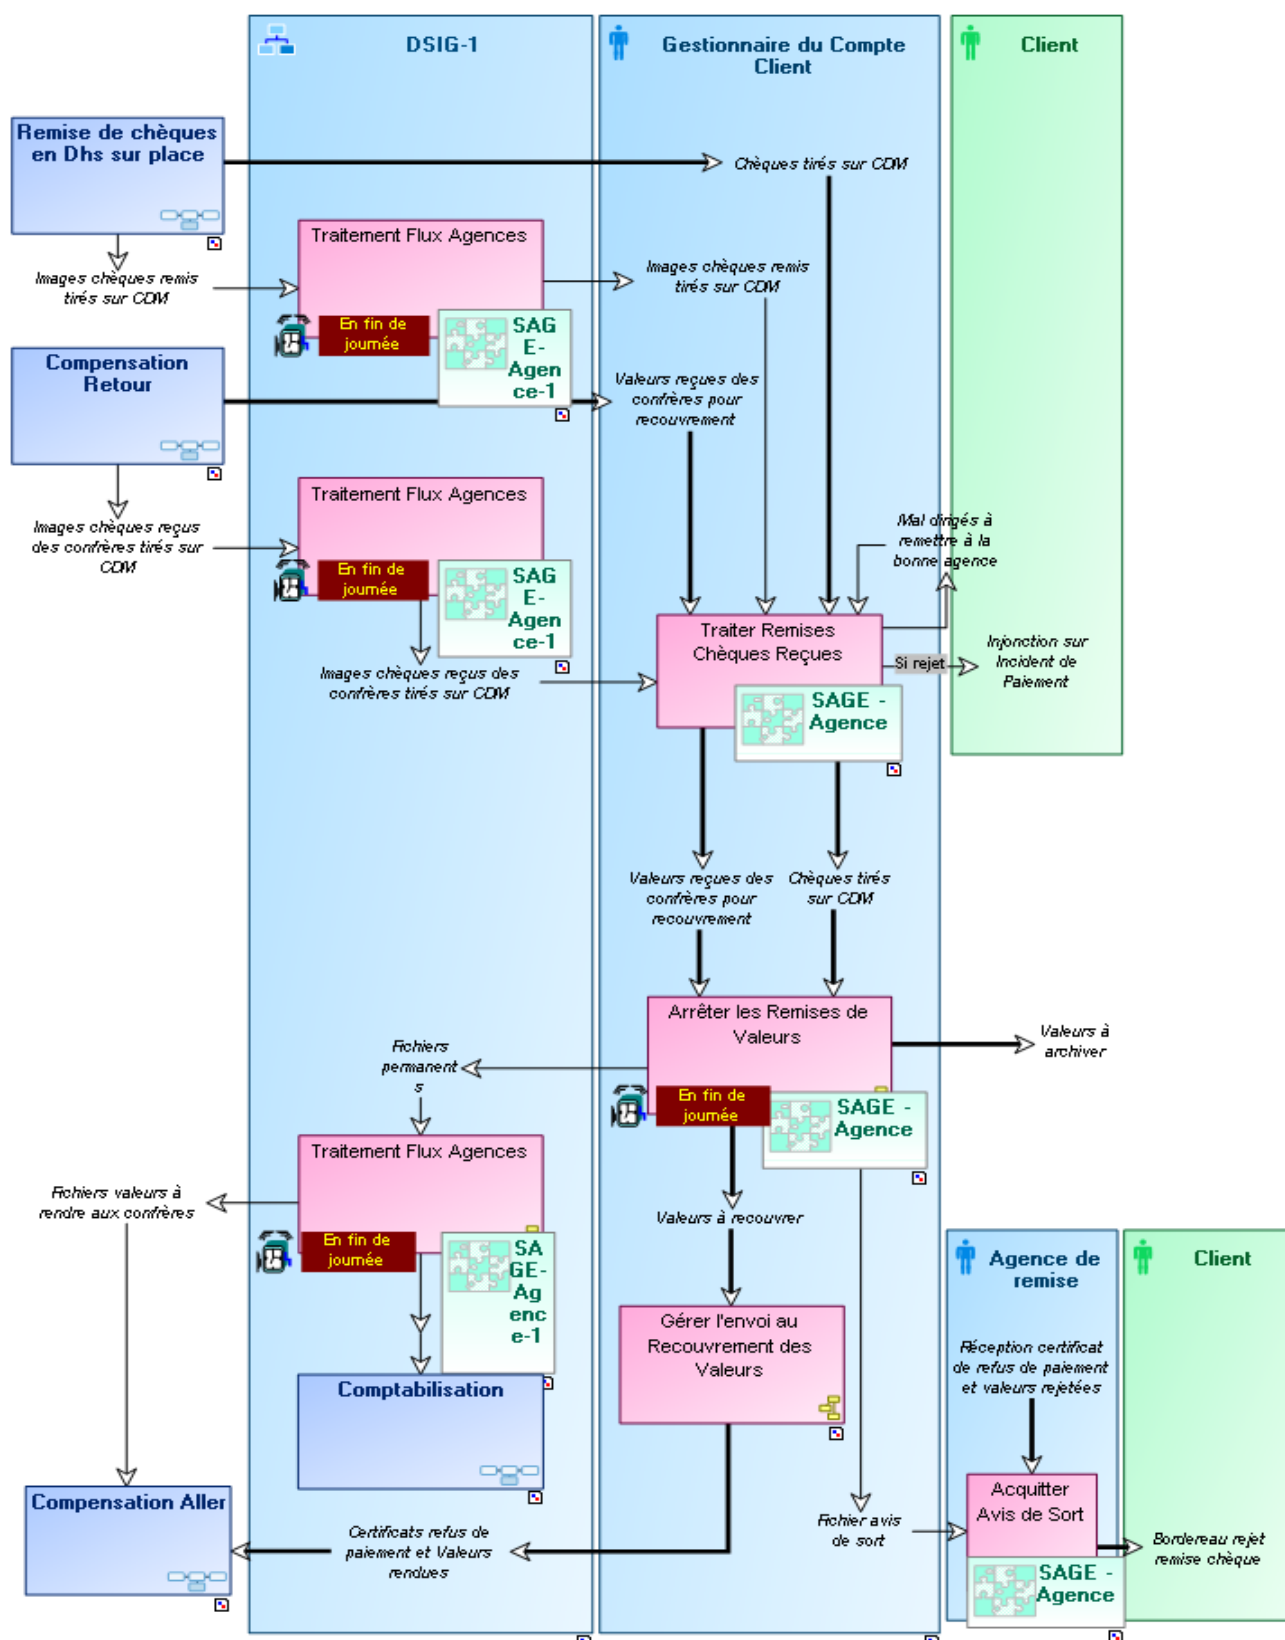 DSIG-1
Gestionnaire du Compte
Client
Client
Remise de chèques
en Dhs sur place
Chèques tirés sur CDM
Images chèques remis
tirés sur CDM
Traitement Flux Agences
En fin de
journée
SAG
E-
Agen
ce-1
Images chèques remis
tirés sur CDM
Compensation
Retour
Valeurs reçues des
confrères pour
recouvrement
Images chèques reçus
des confrères tirés sur
CDM
Traitement Flux Agences
En fin de
journée
SAG
E-
Agen
ce-1
Images chèques reçus des
confrères tirés sur CDM
Mal dirigés à
remettre à la
bonne agence
Traiter Remises
Chèques Reçues
SAGE -
Agence
Si rejet
Injonction sur
Incident de
Paiement
Valeurs reçues des
confrères pour
recouvrement
Chèques tirés
sur CDM
Arrêter les Remises de
Valeurs
En fin de
journée
SAGE -
Agence
Valeurs à
archiver
Fichiers
permanent
s
Traitement Flux Agences
En fin de
journée
SA
GE-
Ag
enc
e-1
Fichiers valeurs à
rendre aux confrères
Valeurs à recouvrer
Gérer l'envoi au
Recouvrement des
Valeurs
Comptabilisation
Compensation Aller
Certificats refus de
paiement et Valeurs
rendues
Fichier avis
de sort
Agence de
remise
Client
Réception certificat
de refus de paiement
et valeurs rejetées
Acquitter
Avis de Sort
SAGE -
Agence
Bordereau rejet
remise chèque